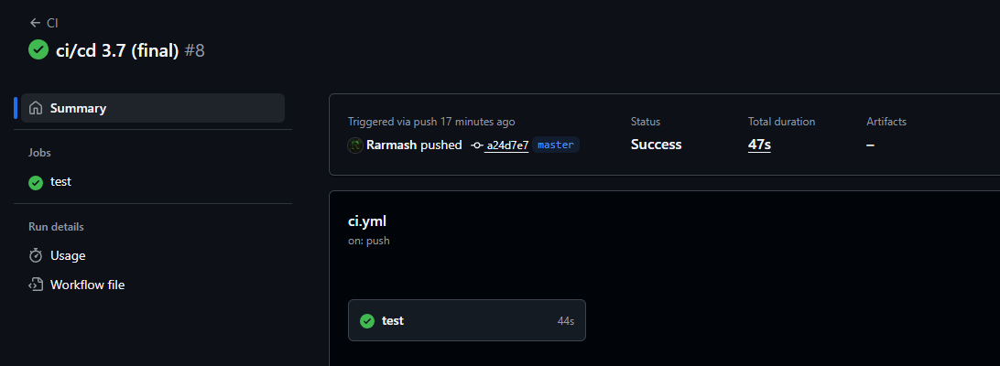 CI
ci/cd 3.7 (final) #8
Summary
Jobs
test
Run details
Usage
Workflow file
Triggered via push 17 minutes ago
Rarmash pushed a24d7e7 master
Status
Success
Total duration
47s
Artifacts
–
ci.yml
on: push
test 44s